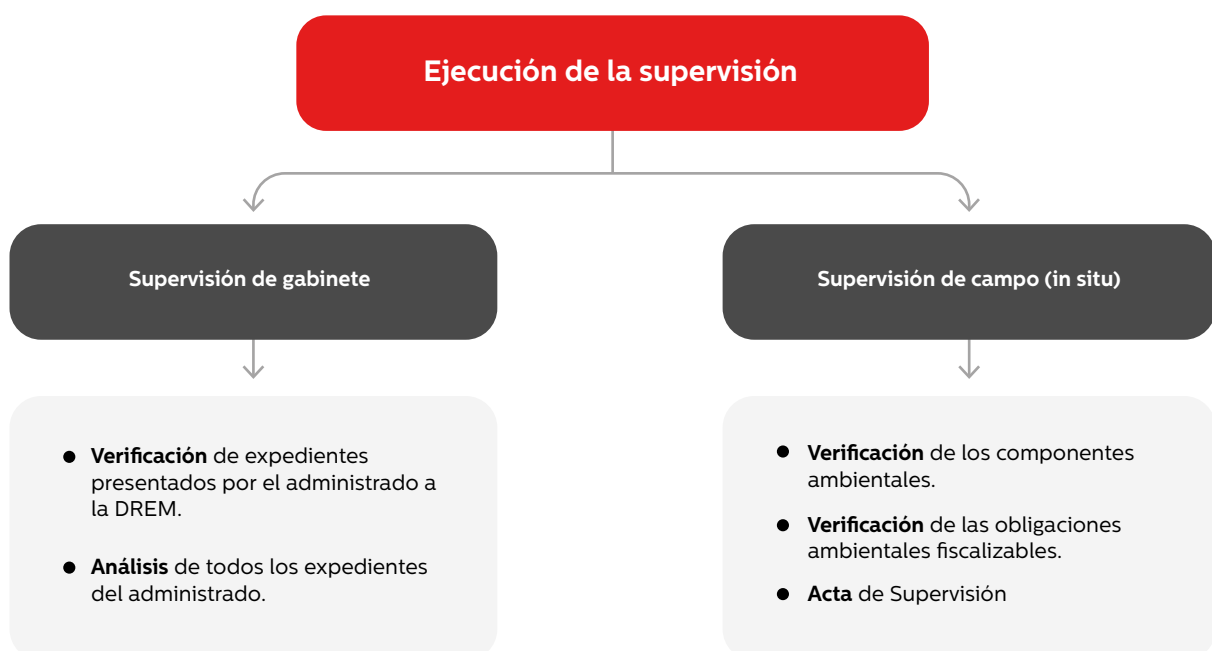 Ejecución de la supervisión
Supervisión de gabinete
Supervisión de campo (in situ)
● Verificación de expedientes
presentados por el administrado a
la DREM.
● Análisis de todos los expedientes
del administrado.
● Verificación de los componentes
ambientales.
● Verificación de las obligaciones
ambientales fiscalizables.
● Acta de Supervisión